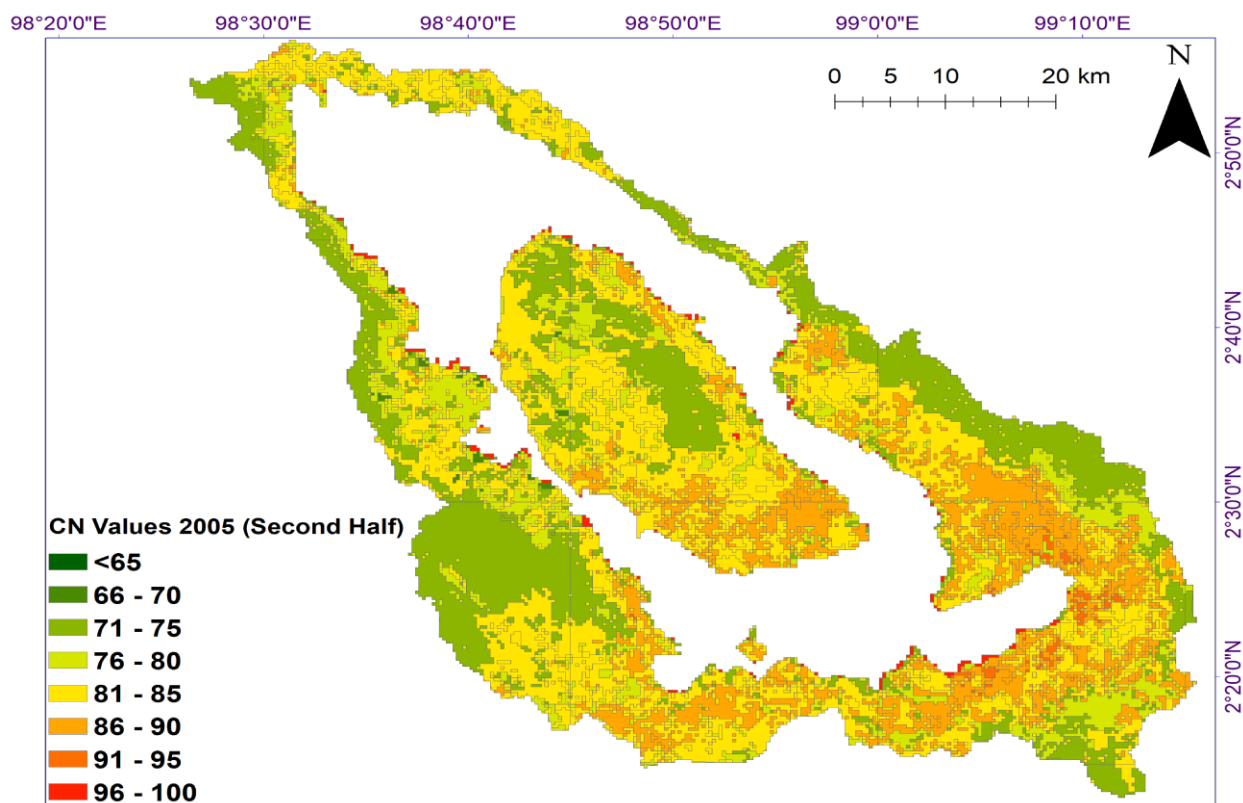 98°20'0"E 98°30'0"E 98°40'0"E 98°50'0"E 99°00'0"E 99°10'0"E
N
0 5 10 20 km
2°50'0"N
2°40'0"N
2°30'0"N
2°20'0"N
CN Values 2005 (Second Half)
<65
66 - 70
71 - 75
76 - 80
81 - 85
86 - 90
91 - 95
96 - 100